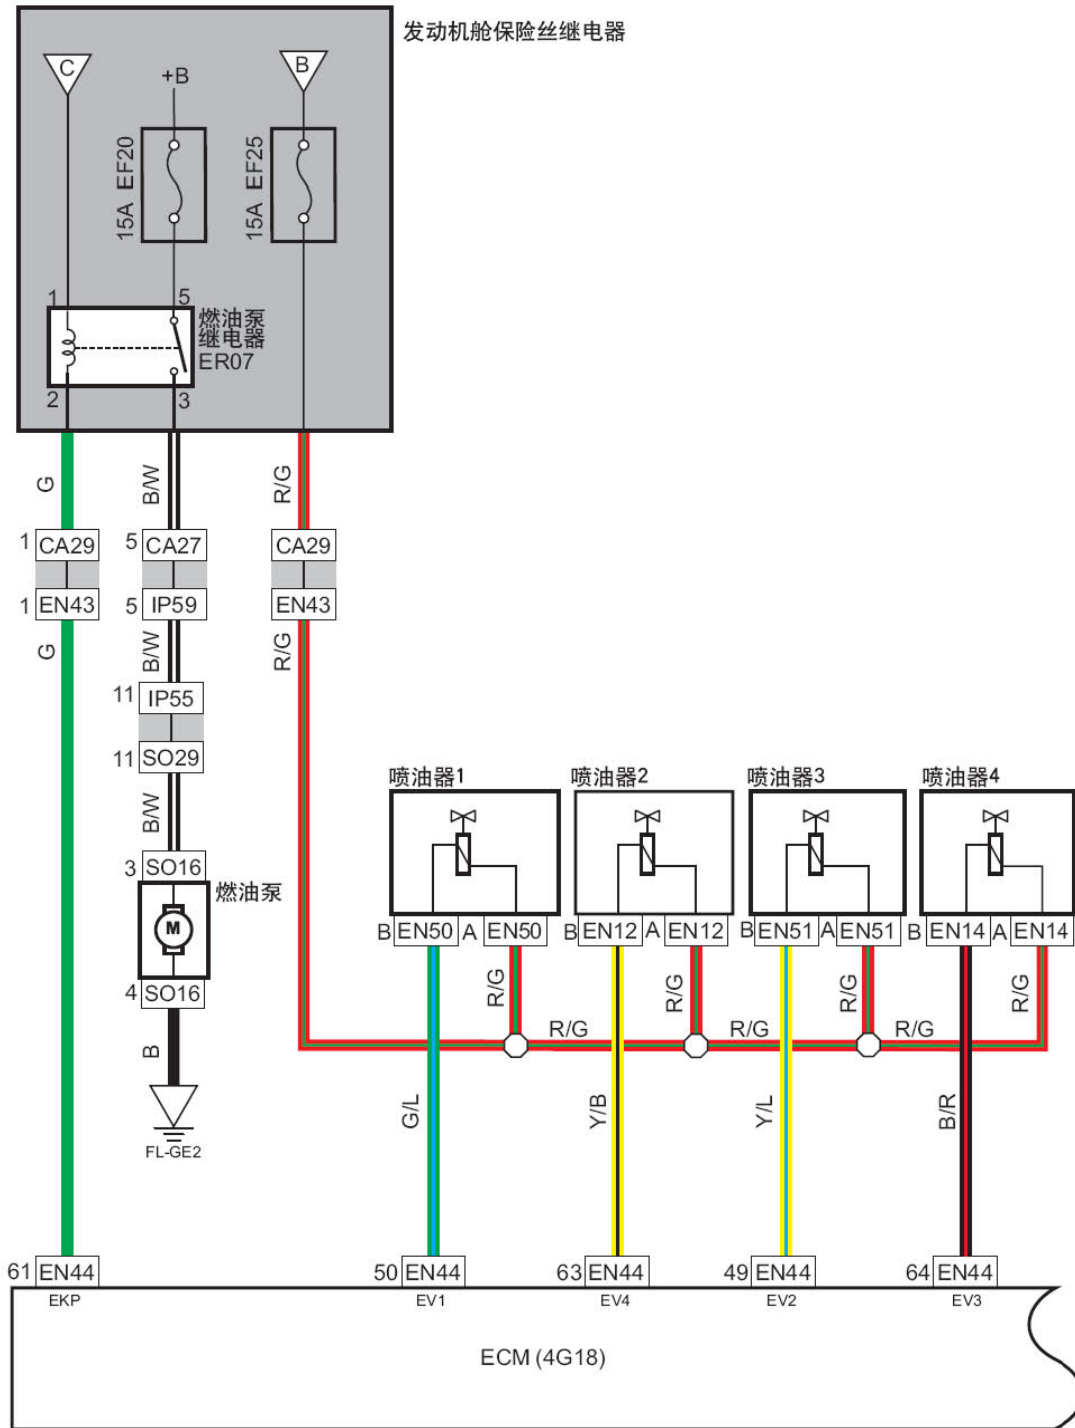 发动机舱保险丝继电器
C
+B
B
15A EF20
15A EF25
1
5
燃油泵
继电器
ER07
2
3
G
B/W
R/G
1 CA29
5 CA27
CA29
1 EN43
5 IP59
EN43
G
B/W
R/G
11 IP55
11 SO29
B/W
3 SO16
燃油泵
M
4 SO16
B
FL-GE2
喷油器1
喷油器2
喷油器3
喷油器4
B EN50 A EN50
B EN12 A EN12
B EN51 A EN51
B EN14 A EN14
R/G
R/G
R/G
R/G
R/G
R/G
R/G
G/L
Y/B
Y/L
B/R
61 EN44
50 EN44
63 EN44
49 EN44
64 EN44
EKP
EV1
EV4
EV2
EV3
ECM (4G18)